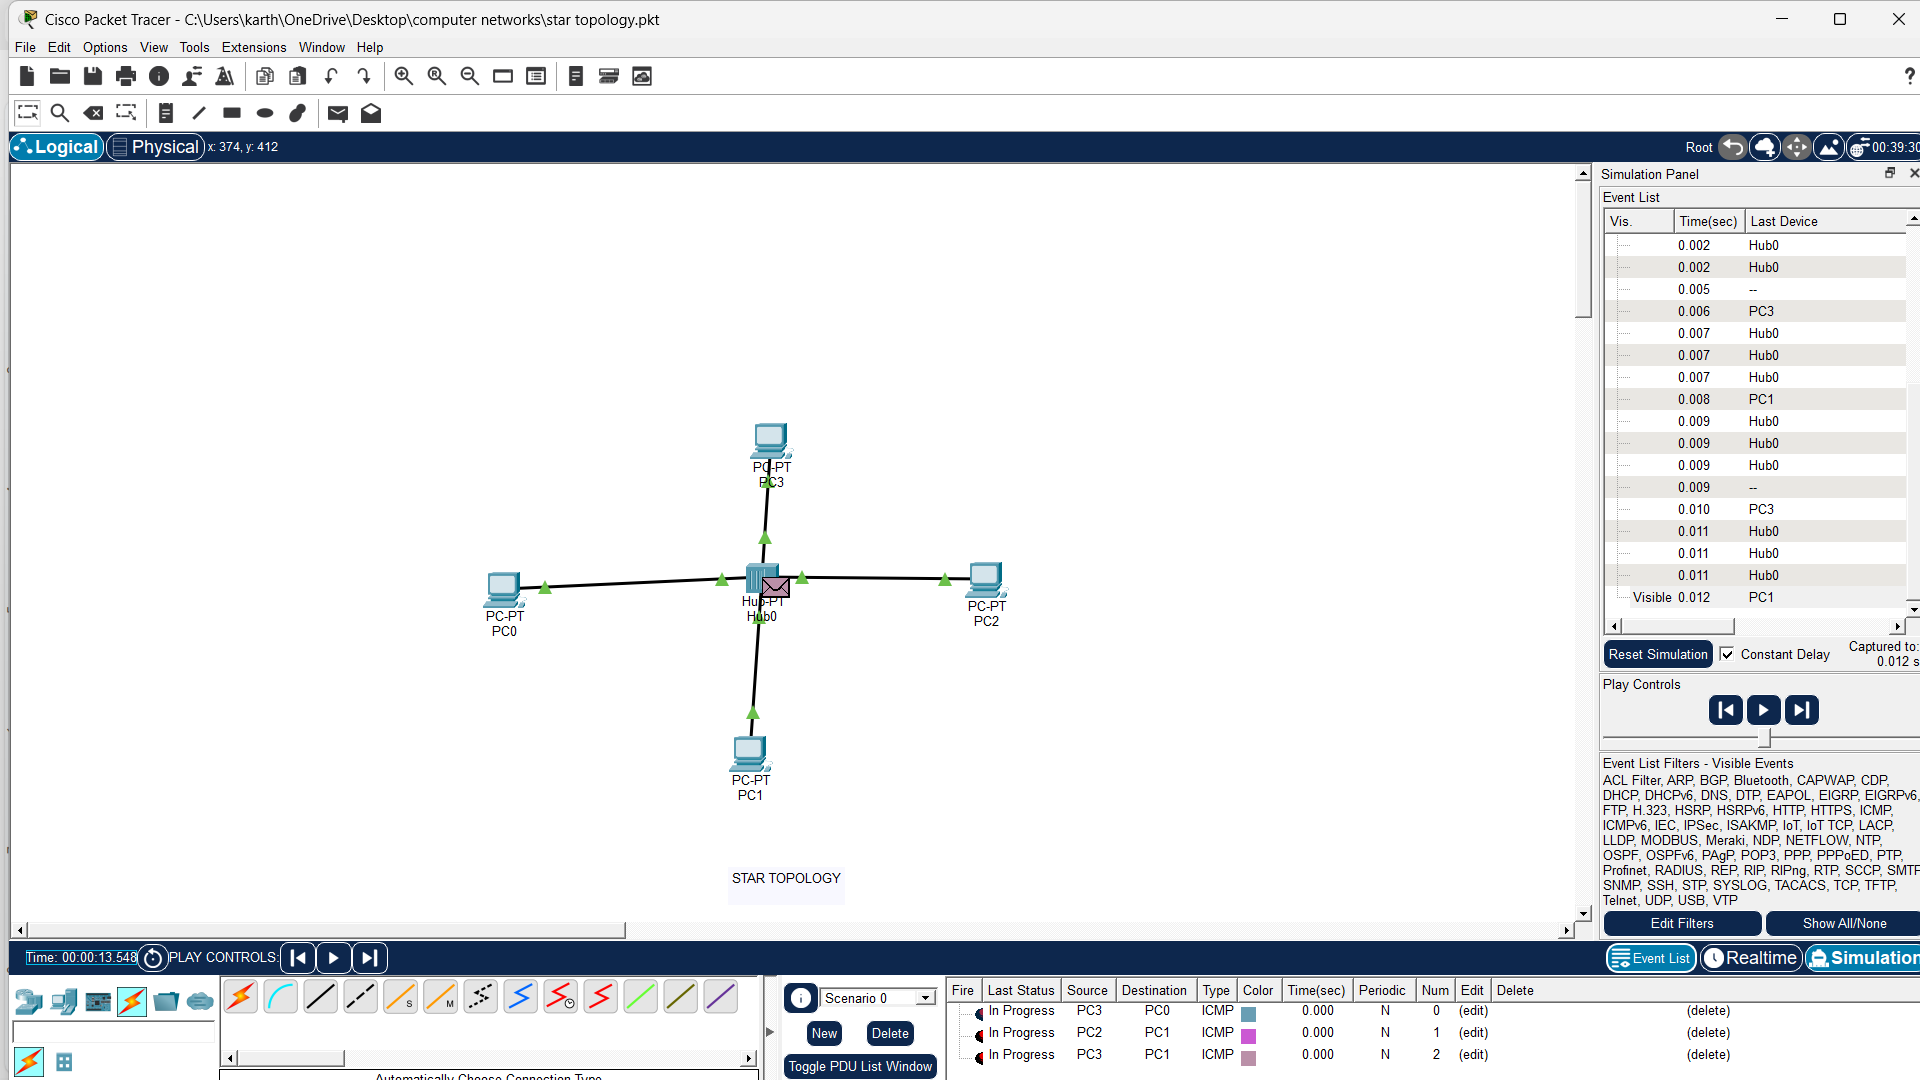 Cisco Packet Tracer - C:\Users\karth\OneDrive\Desktop\computer networks\star topology.pkt
File Edit Options View Tools Extensions Window Help
?
Logical Physical x: 374, y: 412 Root 00:39:30
Simulation Panel
Event List
Vis. Time(sec) Last Device
0.002 Hub0
0.002 Hub0
0.005 --
0.006 PC3
0.007 Hub0
0.007 Hub0
0.007 Hub0
0.008 PC1
0.009 Hub0
0.009 Hub0
0.009 Hub0
0.009 --
0.010 PC3
0.011 Hub0
0.011 Hub0
0.011 Hub0
Visible 0.012 PC1
Reset Simulation Constant Delay Captured to:
0.012 s
Play Controls
Event List Filters - Visible Events
ACL Filter, ARP, BGP, Bluetooth, CAPWAP, CDP,
DHCP, DHCPv6, DNS, DTP, EAPOL, EIGRP, EIGRPv6,
FTP, H.323, HSRP, HSRPv6, HTTP, HTTPS, ICMP,
ICMPv6, IEC, IPSec, ISAKMP, IoT, IoT TCP, LACP,
LLDP, MODBUS, Meraki, NDP, NETFLOW, NTP,
OSPF, OSPFv6, PAgP, POP3, PPP, PPPoED, PTP,
Profinet, RADIUS, REP, RIP, RIPng, RTP, SCCP, SMTP
SNMP, SSH, STP, SYSLOG, TACACS, TCP, TFTP,
Telnet, UDP, USB, VTP
Edit Filters Show All/None
PC-PT
PC3
PC-PT
PC0
Hub-PT
Hub0
PC-PT
PC2
PC-PT
PC1
STAR TOPOLOGY
Time: 00:00:13.548 PLAY CONTROLS: Event List Realtime Simulation
S M
Automatically Choose Connection Type
Scenario 0
New Delete
Toggle PDU List Window
Fire Last Status Source Destination Type Color Time(sec) Periodic Num Edit Delete
In Progress PC3 PC0 ICMP 0.000 N 0 (edit) (delete)
In Progress PC2 PC1 ICMP 0.000 N 1 (edit) (delete)
In Progress PC3 PC1 ICMP 0.000 N 2 (edit) (delete)